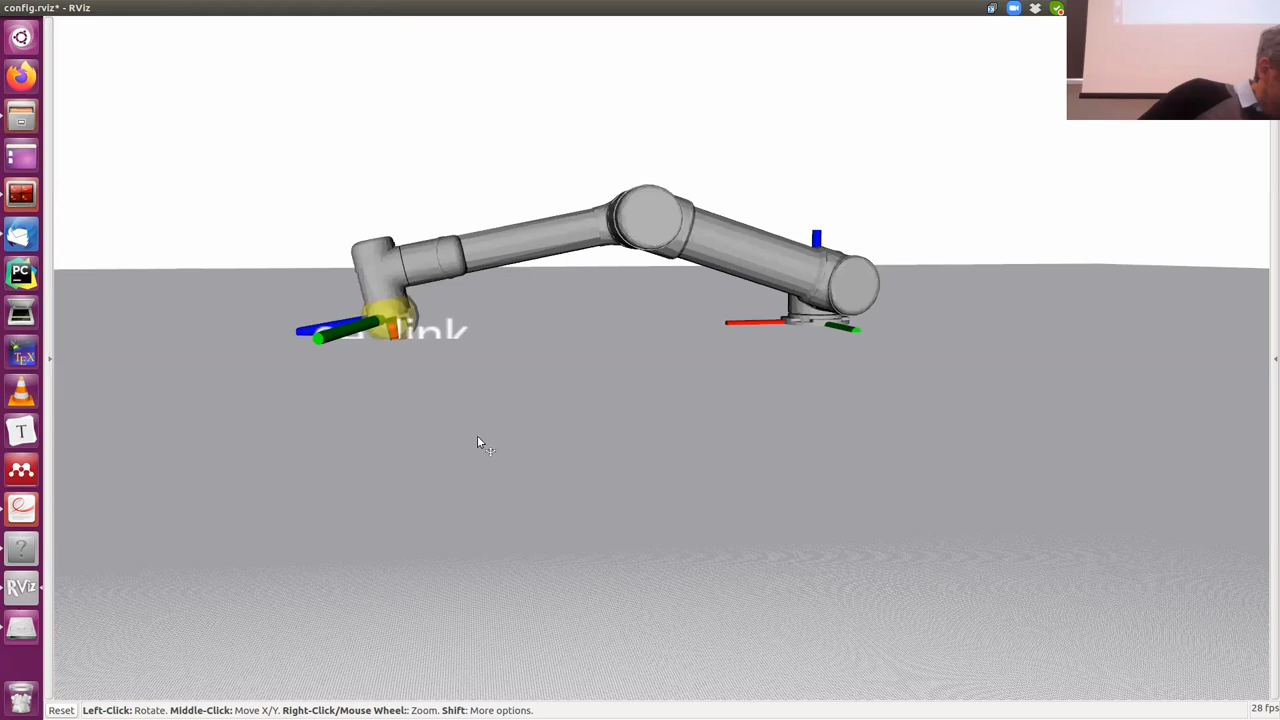 config.rviz* - RViz
PC
TEX
T
RViz
link
Reset
Left-Click: Rotate. Middle-Click: Move X/Y. Right-Click/Mouse Wheel:: Zoom. Shift: More options.
28 fps